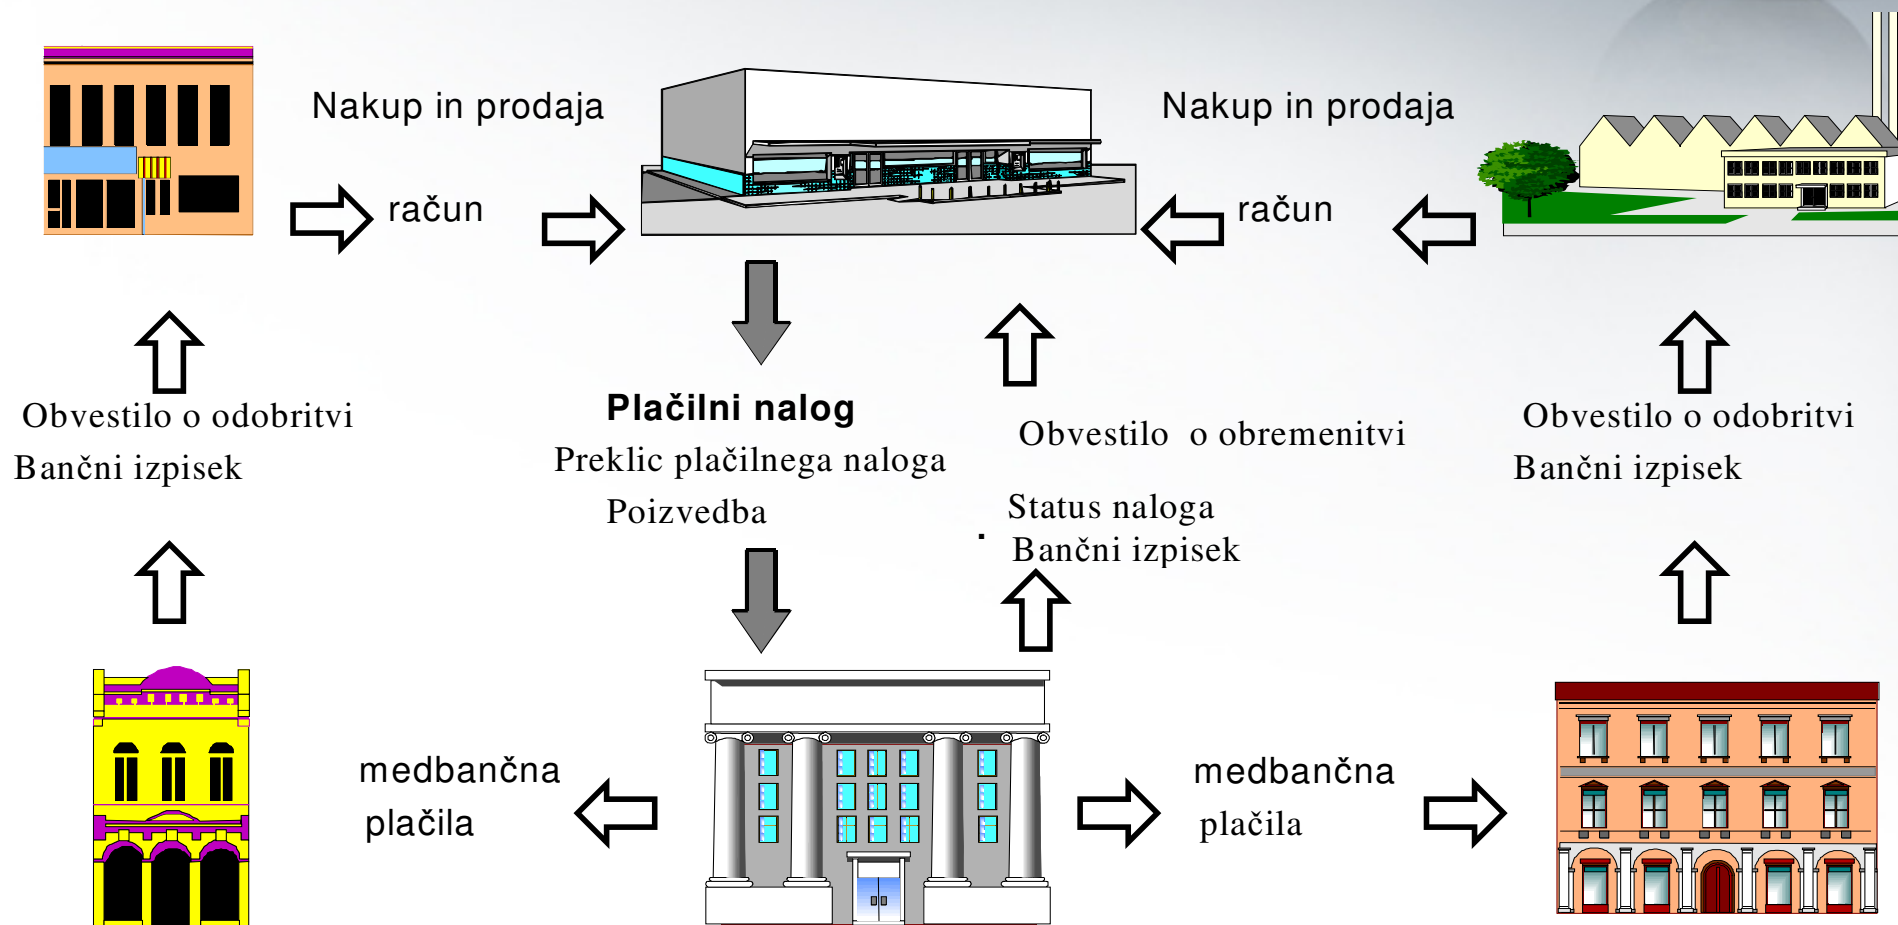 Nakup in prodaja
Nakup in prodaja
račun
račun
Obvestilo o odobritvi
Bančni izpisek
Plačilni nalog
Preklic plačilnega naloga
Poizvedba
Obvestilo o obremenitvi
Status naloga
. Bančni izpisek
Obvestilo o odobritvi
Bančni izpisek
medbančna
plačila
medbančna
plačila